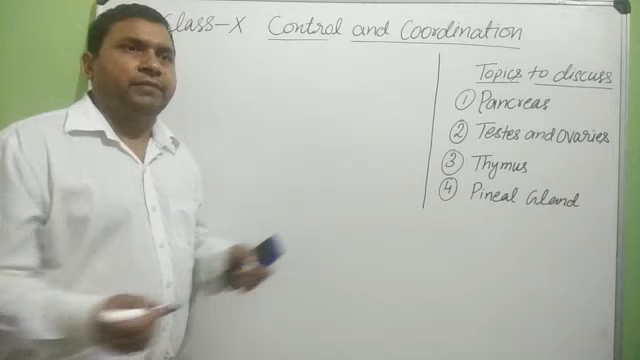 Class-X Control and Coordination
Topics to discuss
① Pancreas
② Testes and ovaries
③ Thymus
④ Pineal Gland